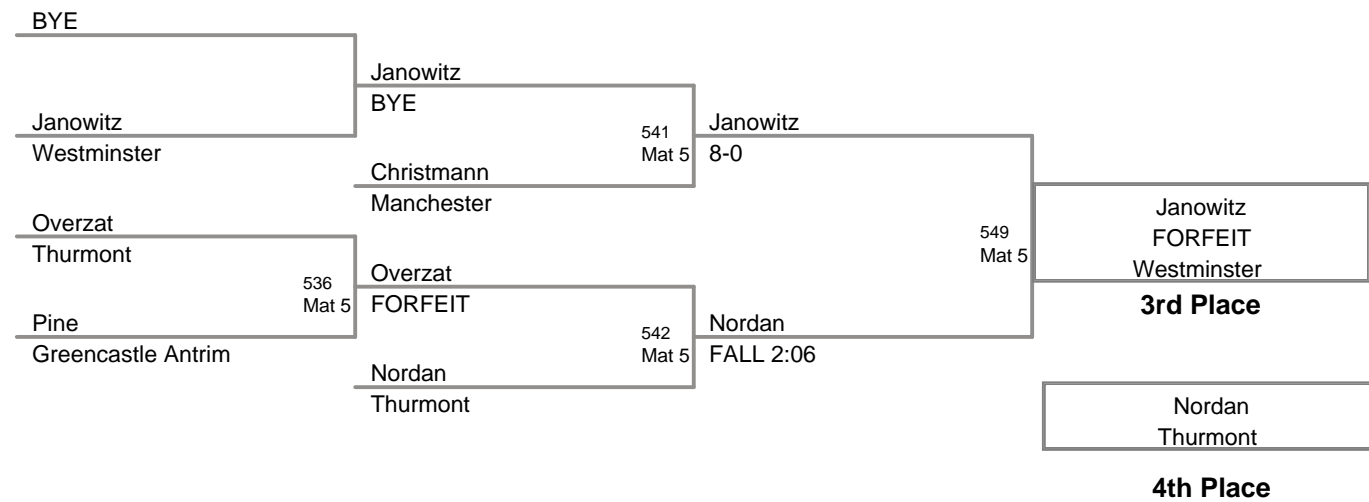 BYE
Janowitz
BYE
Janowitz
Westminster
541
Mat 5
Janowitz
8-0
Christmann
Manchester
Overzat
Thurmont
549
Mat 5
Janowitz
FORFEIT
Westminster
3rd Place
536
Mat 5
Overzat
FORFEIT
Pine
Greencastle Antrim
542
Mat 5
Nordan
FALL 2:06
Nordan
Thurmont
Nordan
Thurmont
4th Place